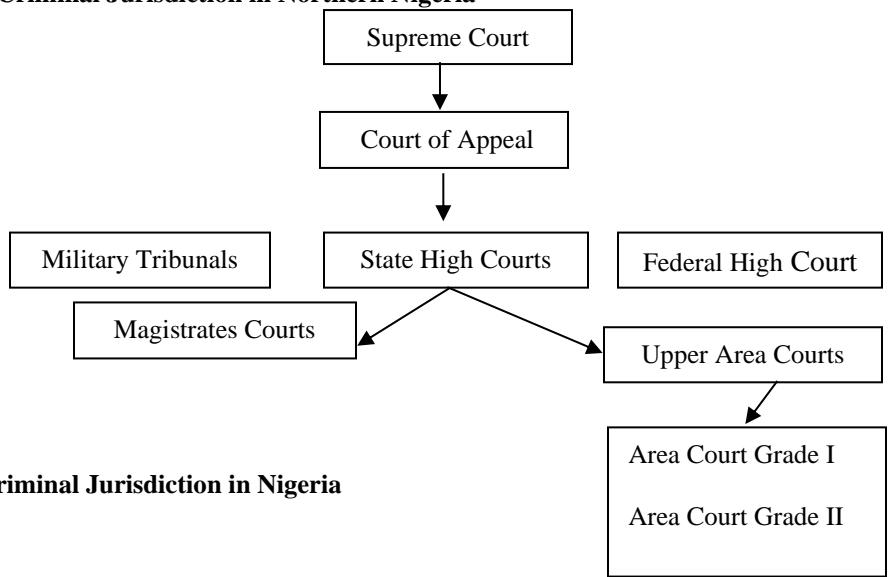 Criminal Jurisdiction in Northern Nigeria
Supreme Court
Court of Appeal
Military Tribunals
State High Courts
Federal High Court
Magistrates Courts
Upper Area Courts
Area Court Grade I
Area Court Grade II
riminal Jurisdiction in Nigeria